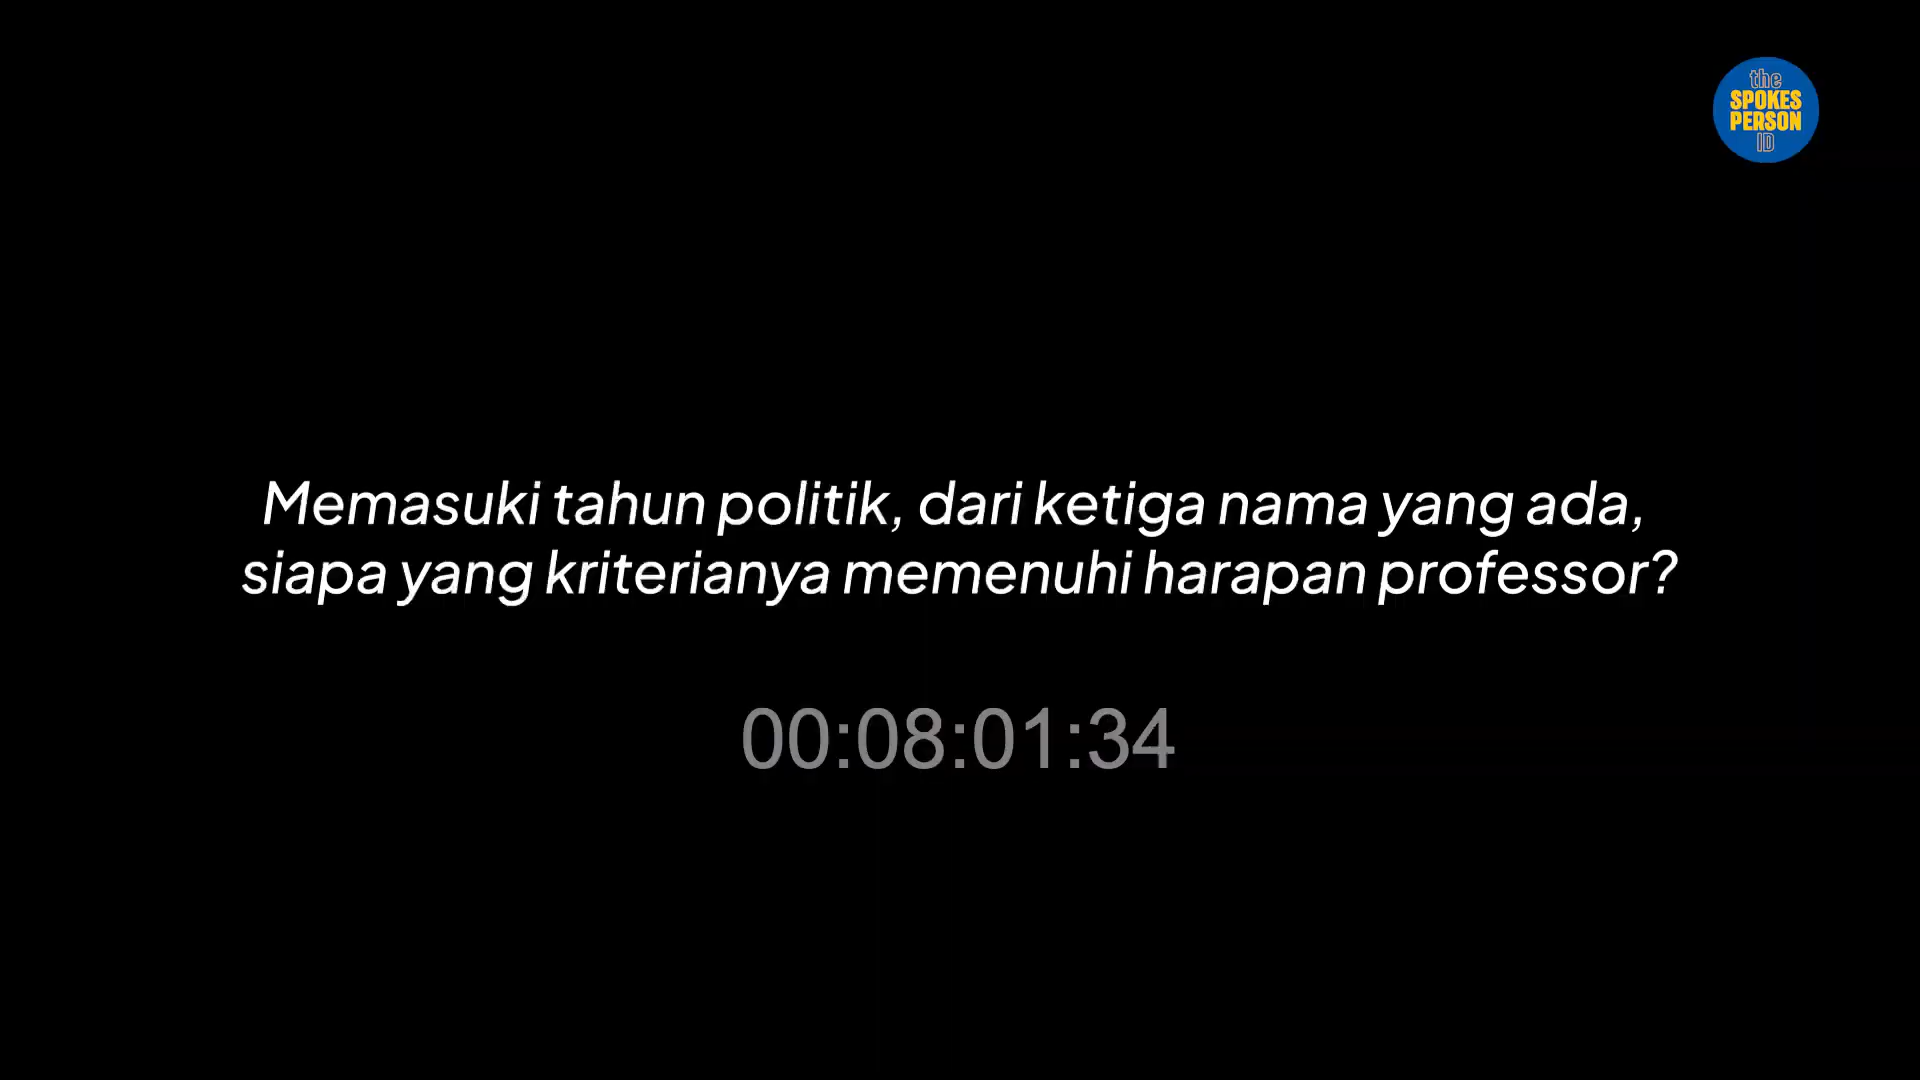 the
SPOKES
PERSON
ID
Memasuki tahun politik, dari ketiga nama yang ada,
siapa yang kriterianya memenuhi harapan professor?
00:08:01:34